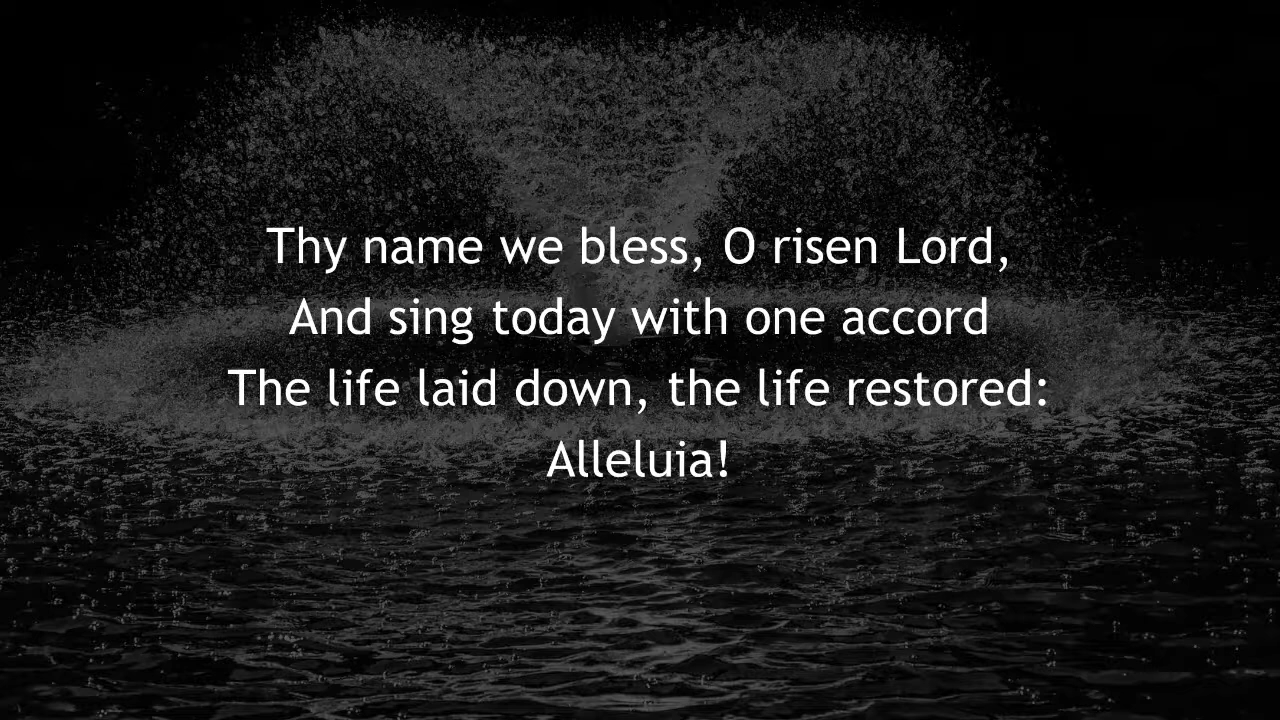 Thy name we bless, O risen Lord,
And sing today with one accord
The life laid down, the life restored:
Alleluia!